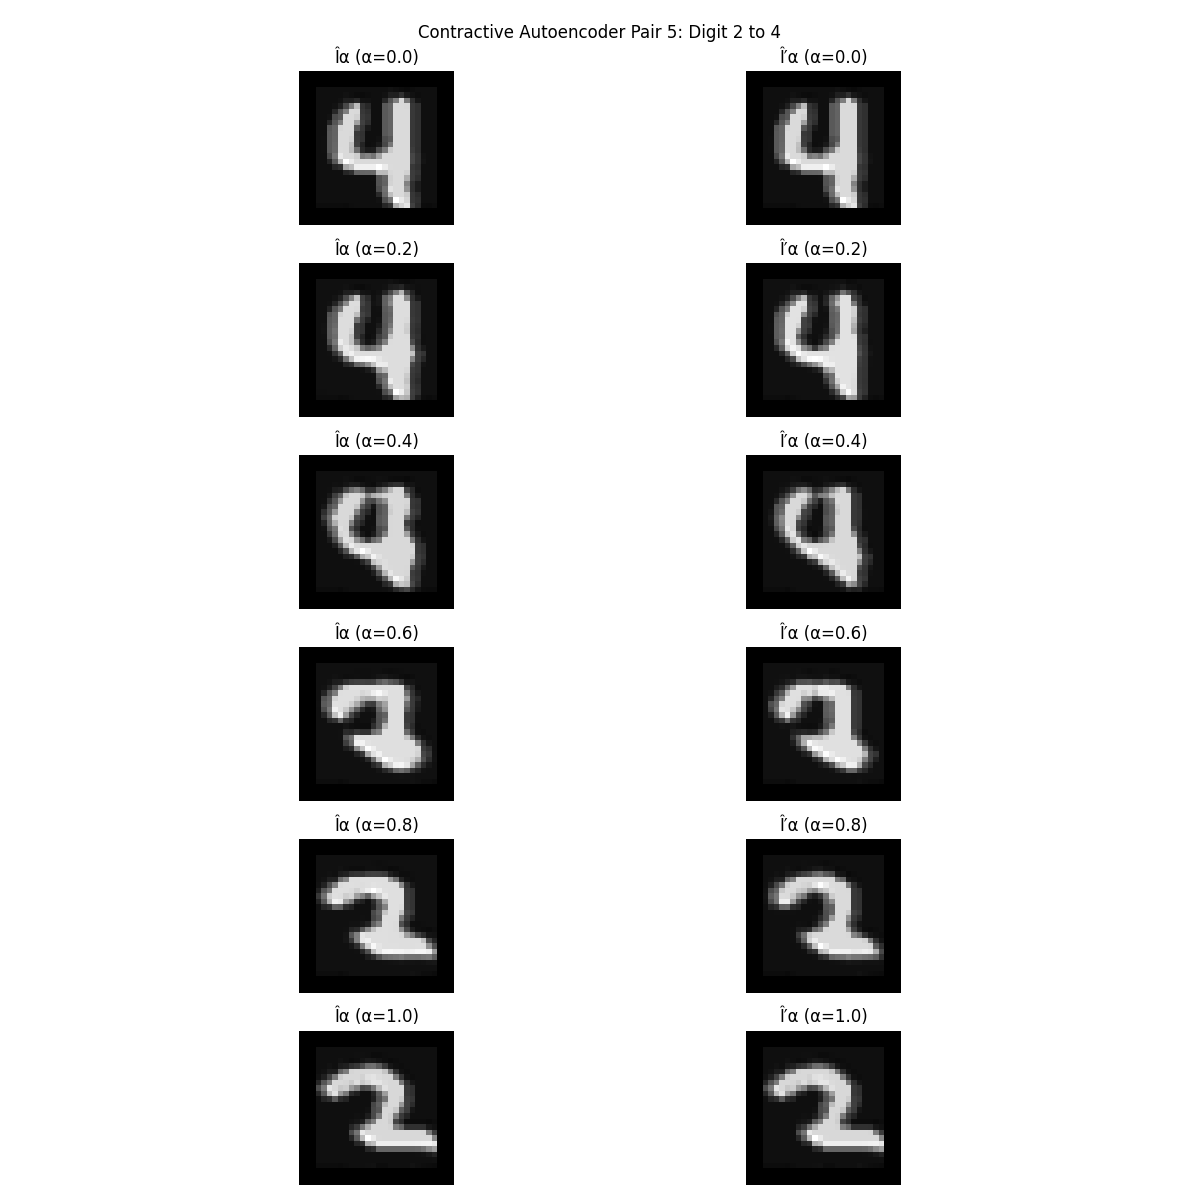 Contractive Autoencoder Pair 5: Digit 2 to 4
Îα (α=0.0) Î′α (α=0.0)
Îα (α=0.2) Î′α (α=0.2)
Îα (α=0.4) Î′α (α=0.4)
Îα (α=0.6) Î′α (α=0.6)
Îα (α=0.8) Î′α (α=0.8)
Îα (α=1.0) Î′α (α=1.0)